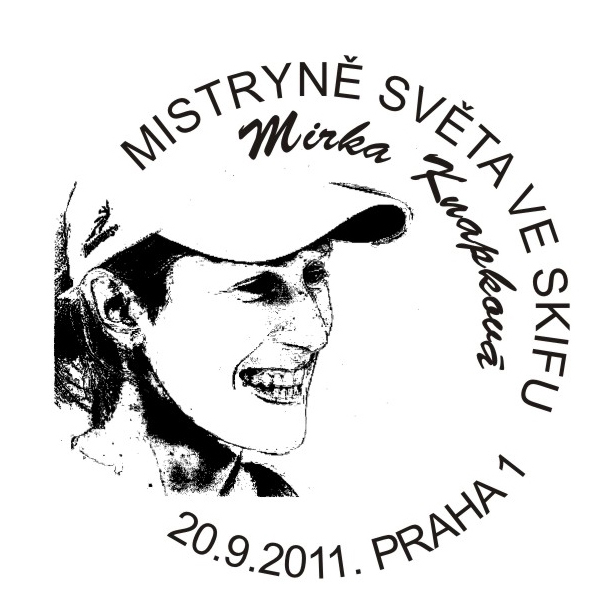 MISTRYNĚ SVĚTA VE SKIFU
Mirka Knapková
20.9.2011. PRAHA 1